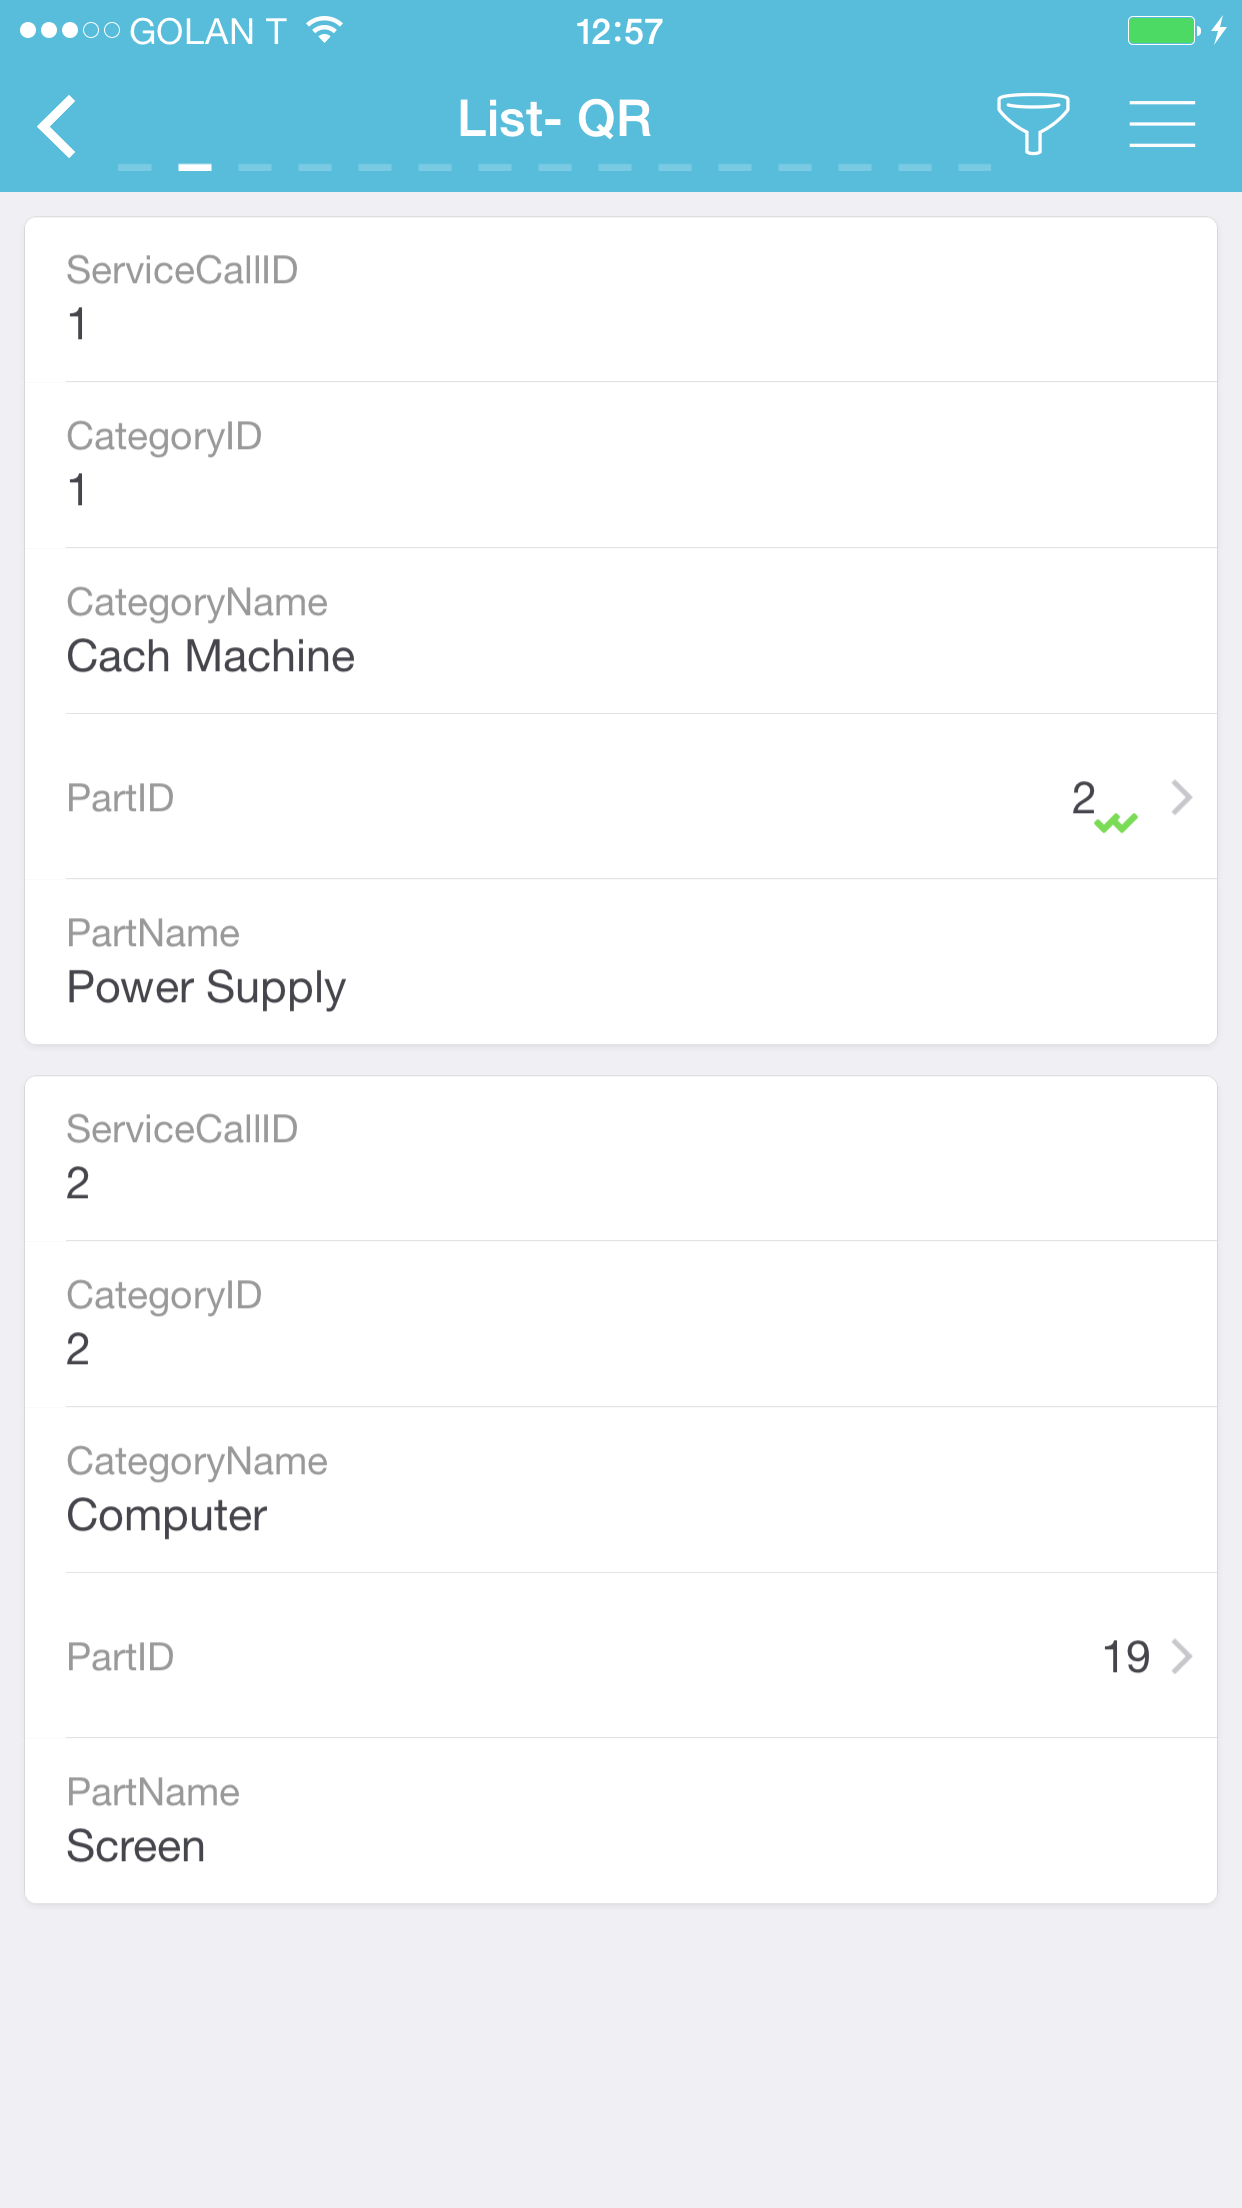 GOLAN T 12:57
List- QR
ServiceCallID
1
CategoryID
1
CategoryName
Cach Machine
PartID 2
PartName
Power Supply
ServiceCallID
2
CategoryID
2
CategoryName
Computer
PartID 19
PartName
Screen